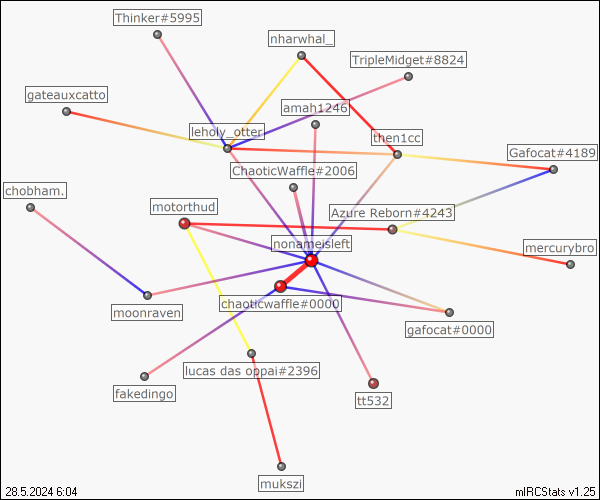 Thinker#5995
nharwhal_
TripleMidget#8824
gateauxcatto
amah1246
leholy_otter
then1cc
Gafocat#4189
ChaoticWaffle#2006
chobham.
motorthud
Azure Reborn#4243
nonameisleft
mercurybro
chaoticwaffle#0000
moonraven
gafocat#0000
lucas das oppai#2396
fakedingo
tt532
mukszi
28.5.2024 6:04
mIRCStats v1.25